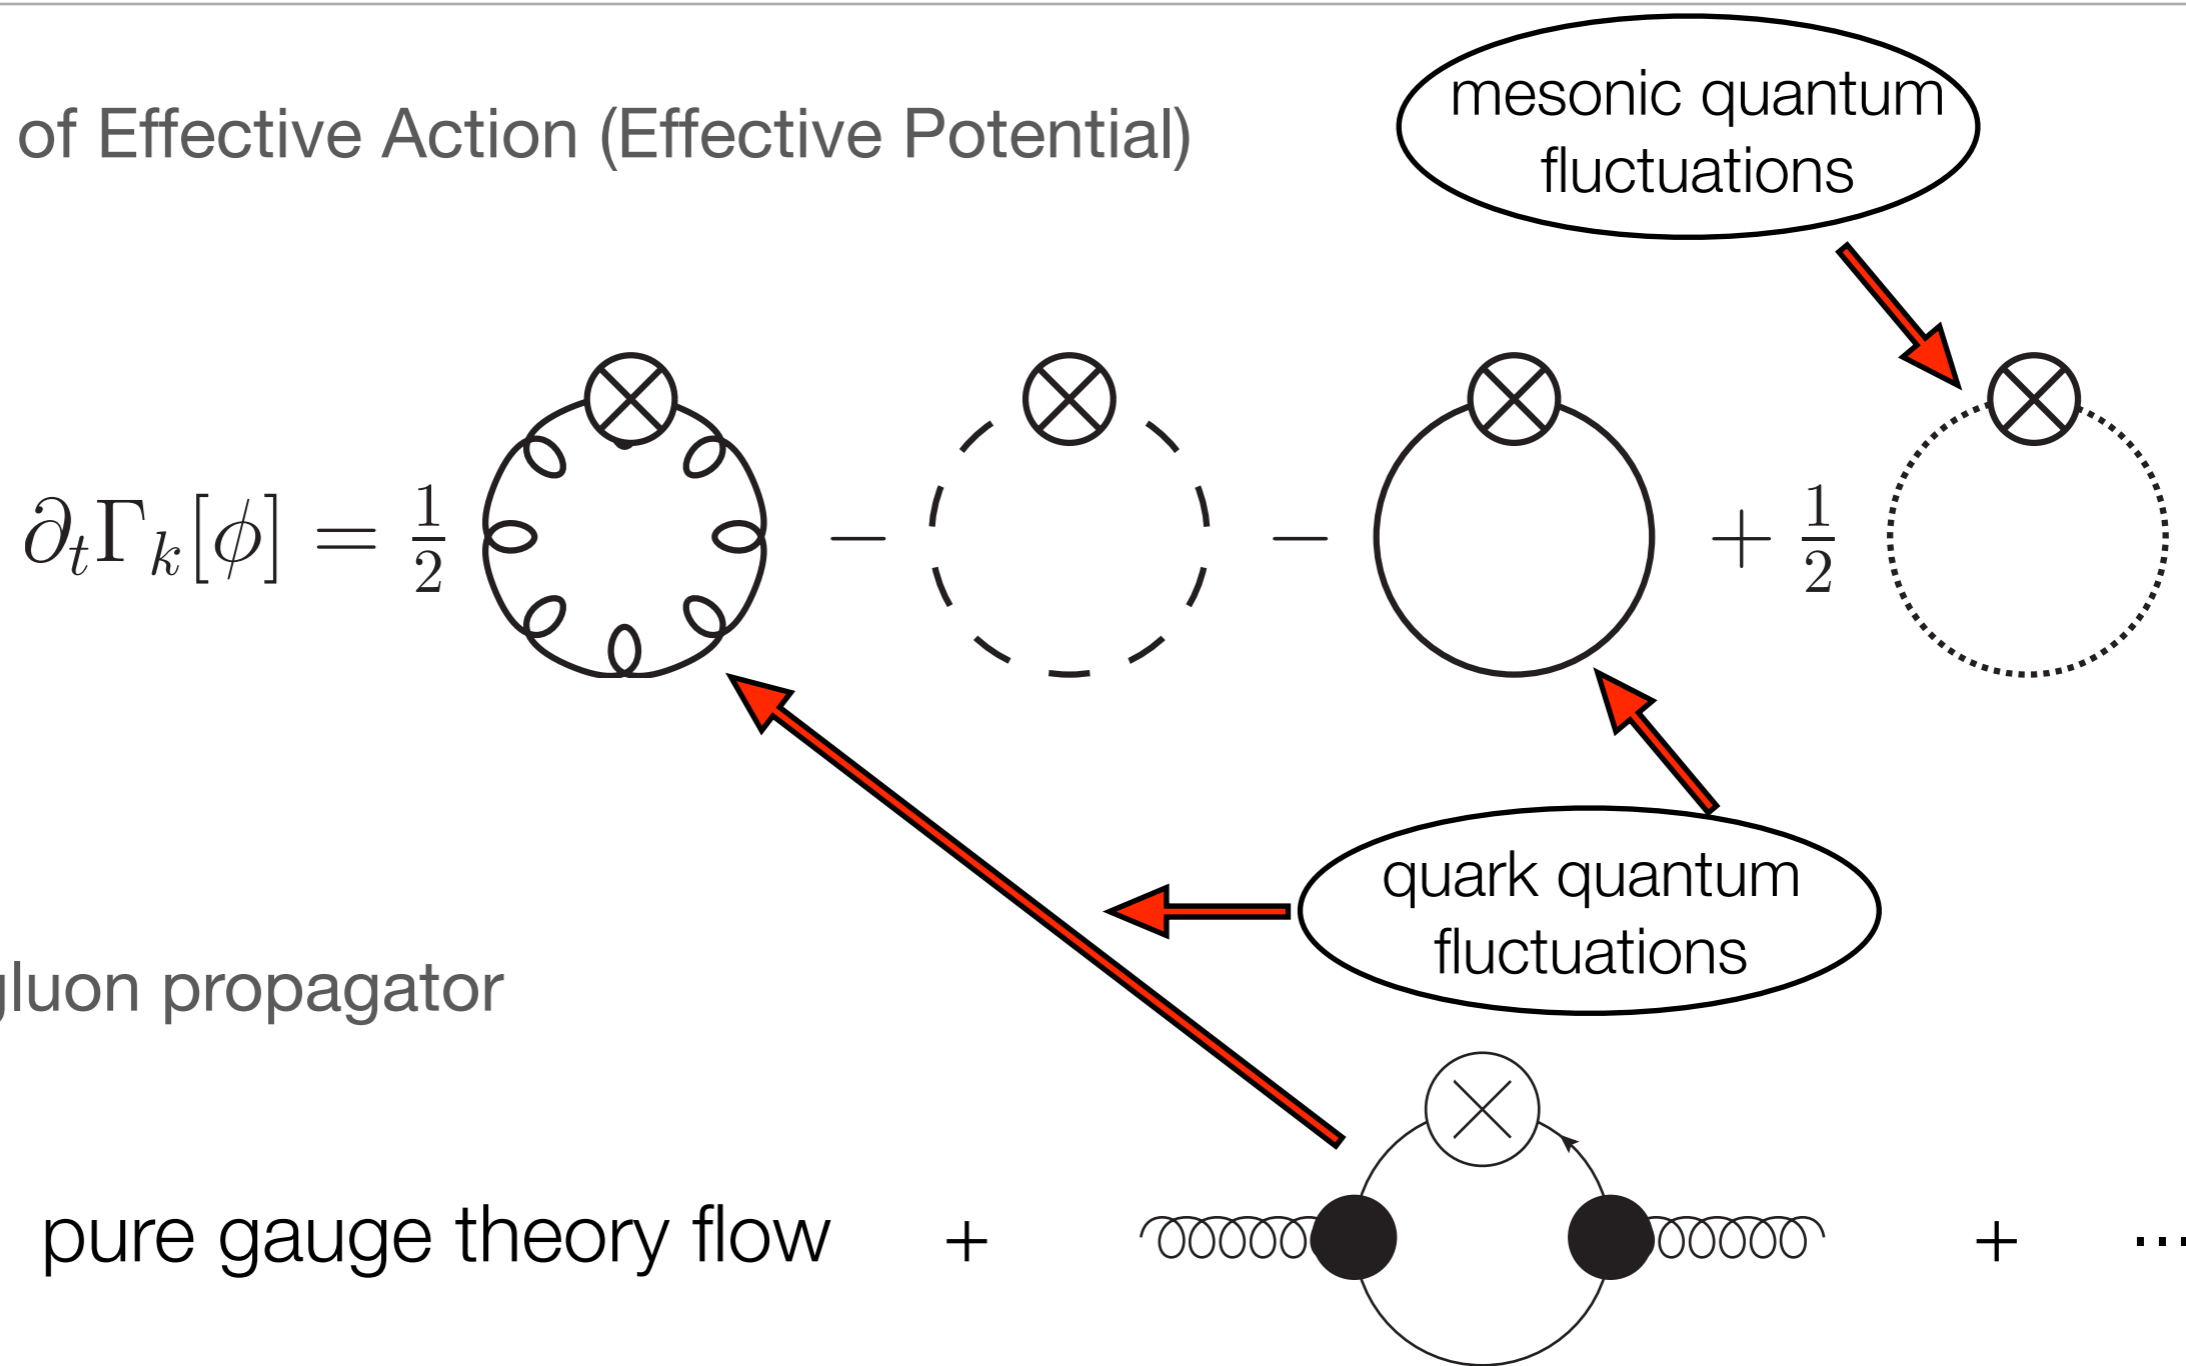 of Effective Action (Effective Potential)
mesonic quantum
fluctuations
∂ₜΓₖ[ϕ] = 1/2 − − + 1/2
quark quantum
fluctuations
gluon propagator
pure gauge theory flow + + ...